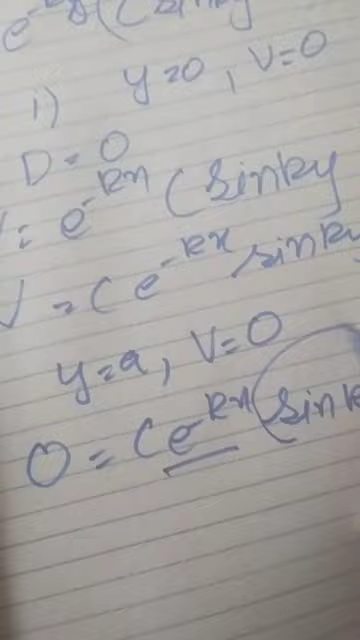 i) y=0, V=0
D=0
= e^-kx (Sinky
V = C e^-kx sinky
y=a, V=0
0 = C e^-kx (Sink